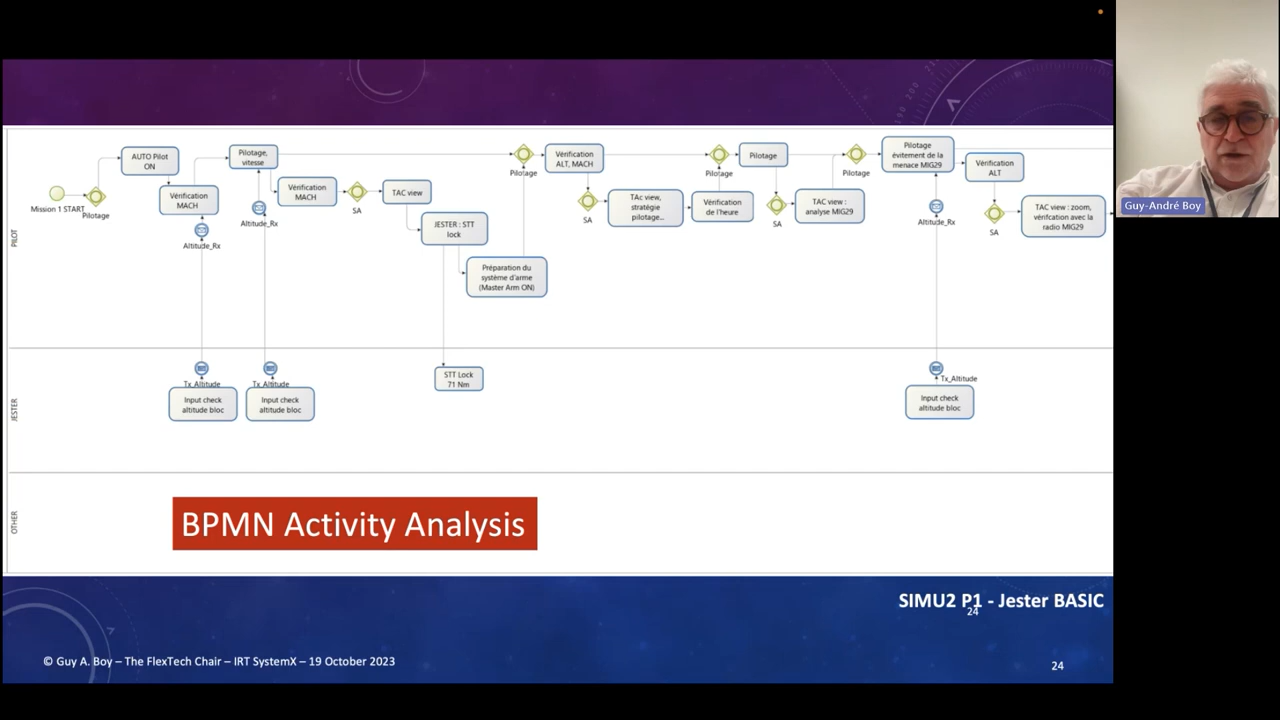 PILOT
Mission 1 START
Pilotage
AUTO Pilot
ON
Vérification
MACH
Altitude_Rx
Pilotage,
vitesse
Altitude_Rx
Vérification
MACH
SA
TAC view
JESTER : STT
lock
Préparation du
système d'arme
(Master Arm ON)
Pilotage
Vérification
ALT, MACH
SA
TAc view,
stratégie
pilotage...
Vérification
de l'heure
Pilotage
Pilotage
SA
TAC view :
analyse MIG29
Pilotage
Pilotage
évitement de la
menace MIG29
Altitude_Rx
Vérification
ALT
SA
TAC view : zoom,
vérifcation avec la
radio MIG29
JESTER
Tx_Altitude
Input check
altitude bloc
Tx_Altitude
Input check
altitude bloc
STT Lock
71 Nm
Tx_Altitude
Input check
altitude bloc
OTHER
BPMN Activity Analysis
SIMU2 P1 - Jester BASIC
24
© Guy A. Boy – The FlexTech Chair – IRT SystemX – 19 October 2023
24
Guy-André Boy